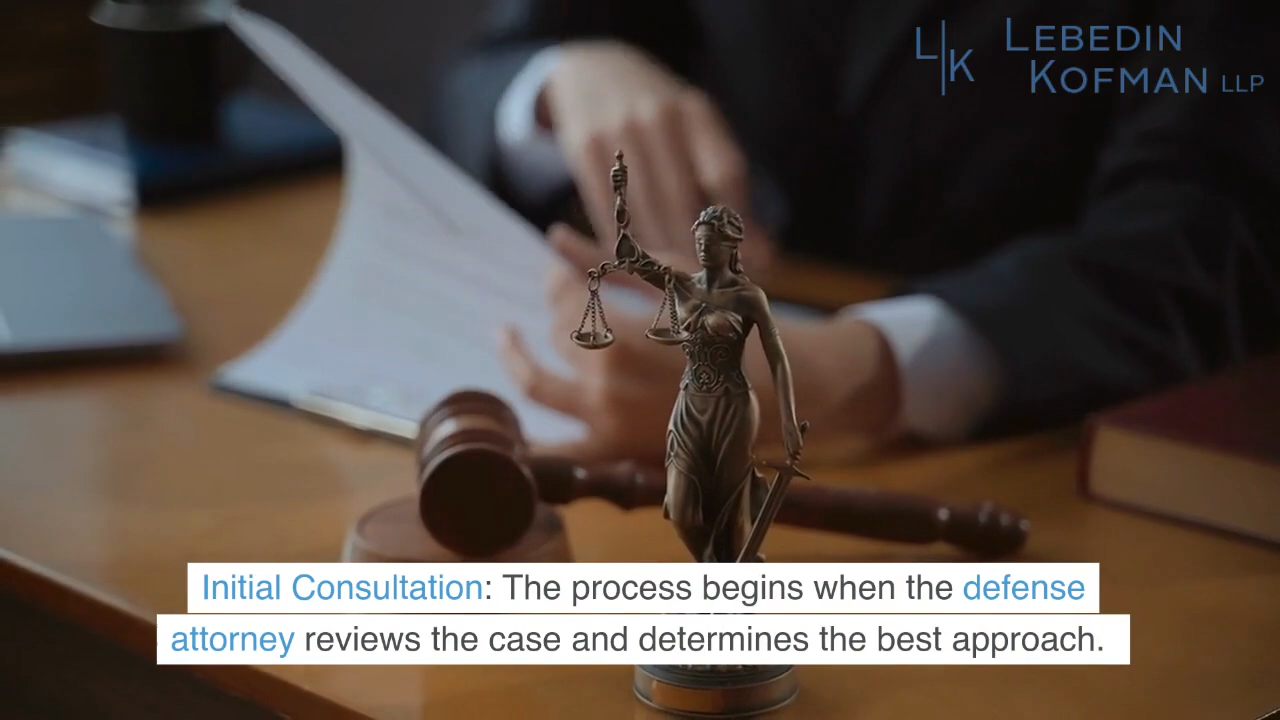 L|K LEBEDIN
KOFMAN LLP
Initial Consultation: The process begins when the defense
attorney reviews the case and determines the best approach.